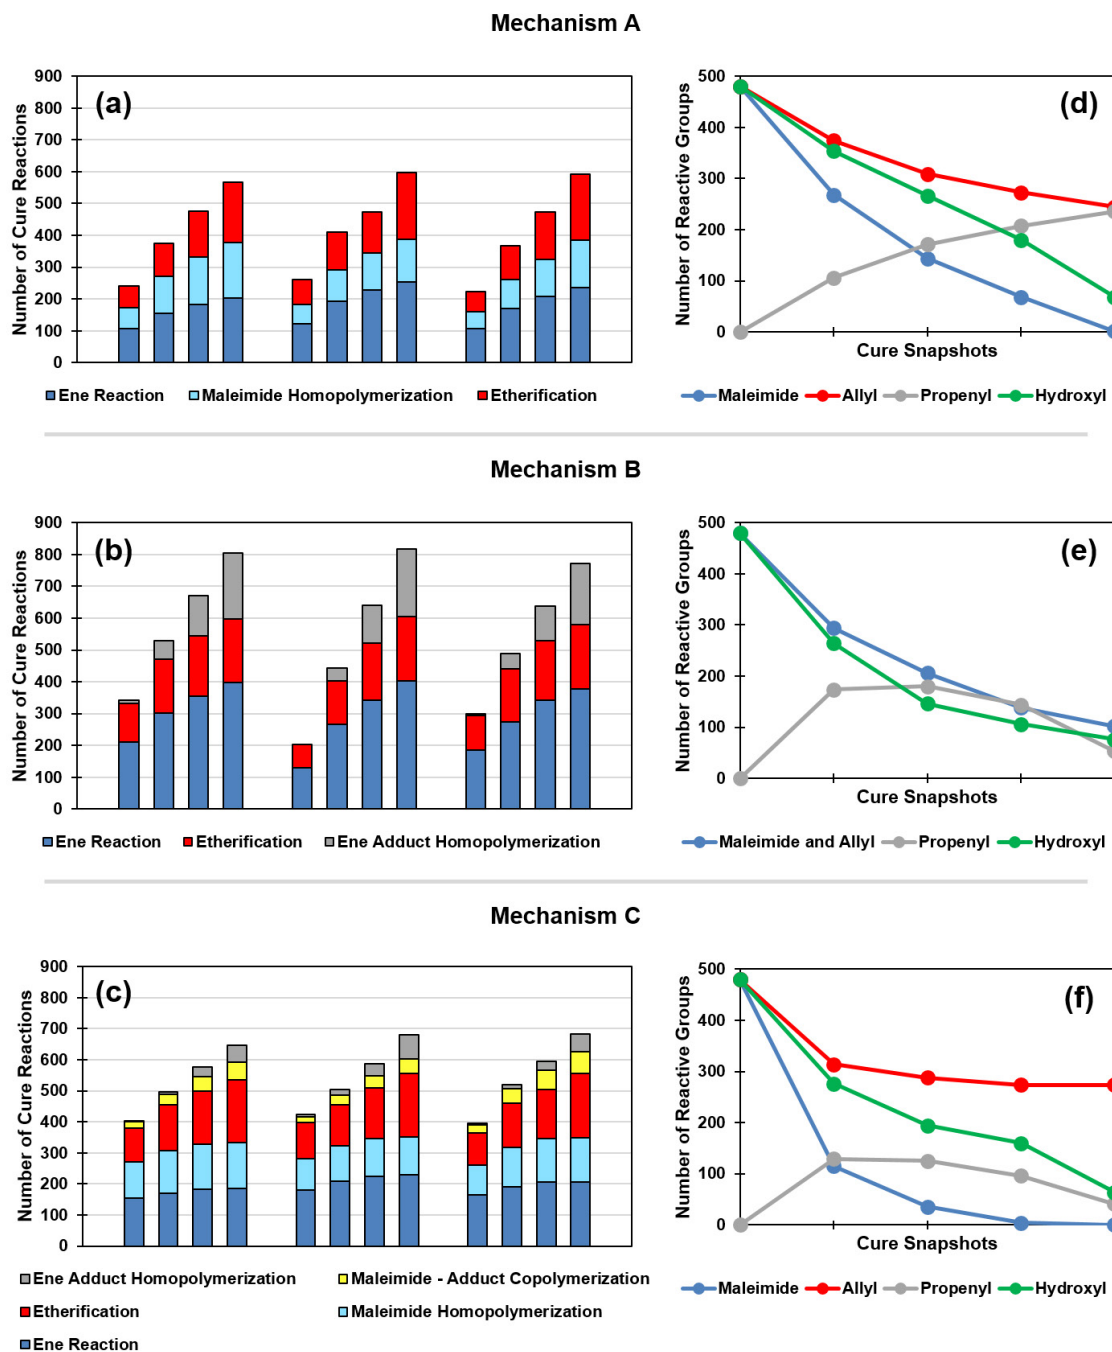 Mechanism A
(a)
Number of Cure Reactions
900
800
700
600
500
400
300
200
100
0
Ene Reaction Maleimide Homopolymerization Etherification
(d)
Number of Reactive Groups
500
400
300
200
100
0
Cure Snapshots
Maleimide Allyl Propenyl Hydroxyl
Mechanism B
(b)
Number of Cure Reactions
900
800
700
600
500
400
300
200
100
0
Ene Reaction Etherification Ene Adduct Homopolymerization
(e)
Number of Reactive Groups
500
400
300
200
100
0
Cure Snapshots
Maleimide and Allyl Propenyl Hydroxyl
Mechanism C
(c)
Number of Cure Reactions
900
800
700
600
500
400
300
200
100
0
Ene Adduct Homopolymerization Maleimide - Adduct Copolymerization
Etherification Maleimide Homopolymerization
Ene Reaction
(f)
Number of Reactive Groups
500
400
300
200
100
0
Cure Snapshots
Maleimide Allyl Propenyl Hydroxyl